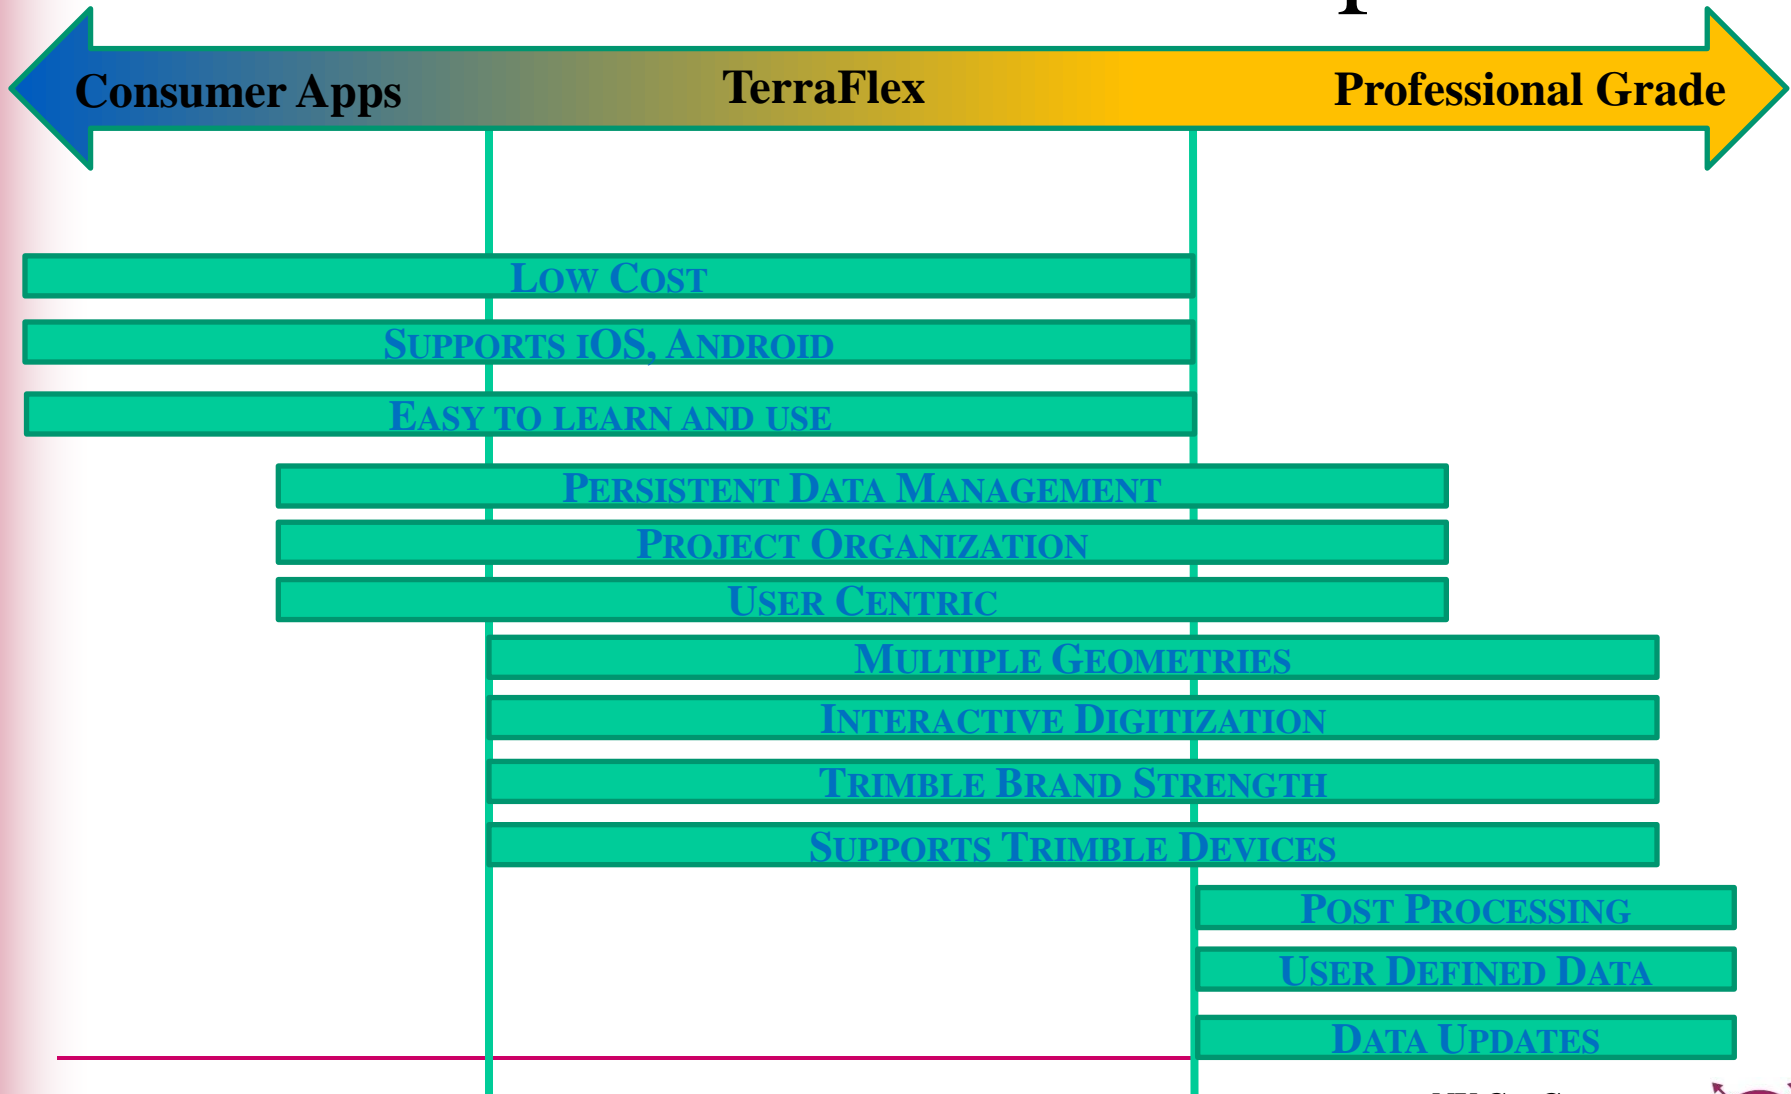 Consumer Apps TerraFlex Professional Grade
LOW COST
SUPPORTS IOS, ANDROID
EASY TO LEARN AND USE
PERSISTENT DATA MANAGEMENT
PROJECT ORGANIZATION
USER CENTRIC
MULTIPLE GEOMETRIES
INTERACTIVE DIGITIZATION
TRIMBLE BRAND STRENGTH
SUPPORTS TRIMBLE DEVICES
POST PROCESSING
USER DEFINED DATA
DATA UPDATES